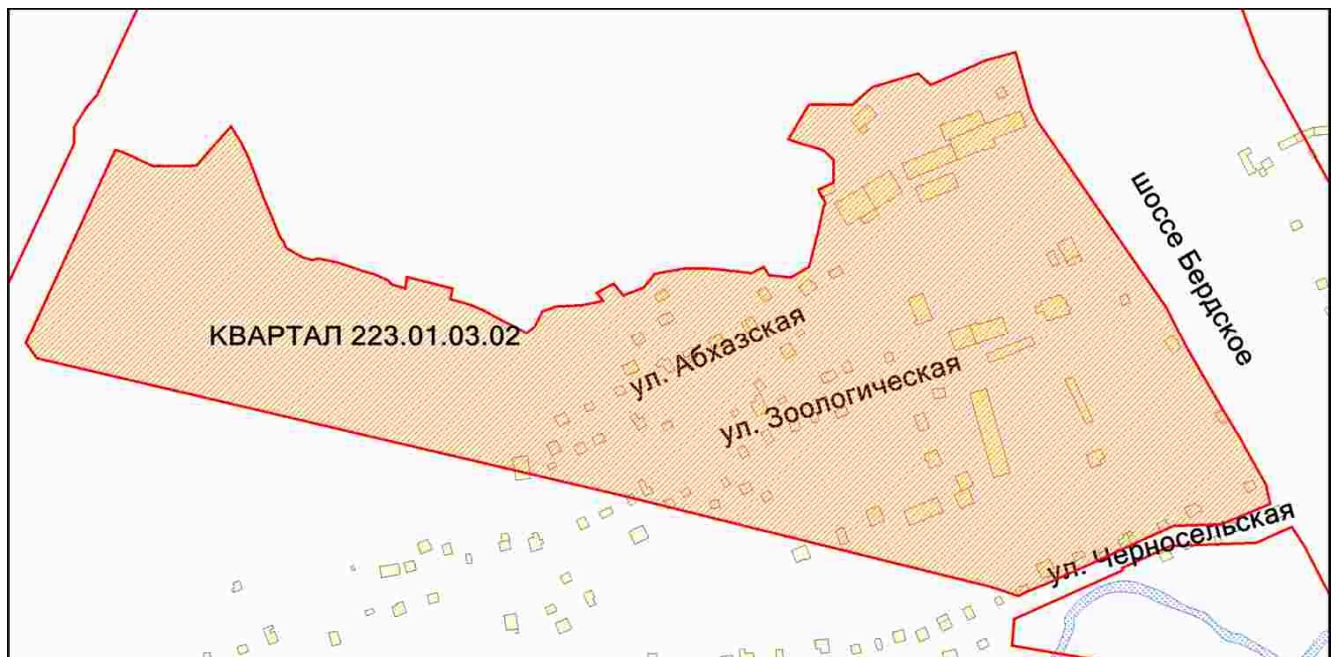 шоссе Бердское
КВАРТАЛ 223.01.03.02
ул. Абхазская
ул. Зоологическая
ул. Черносельская